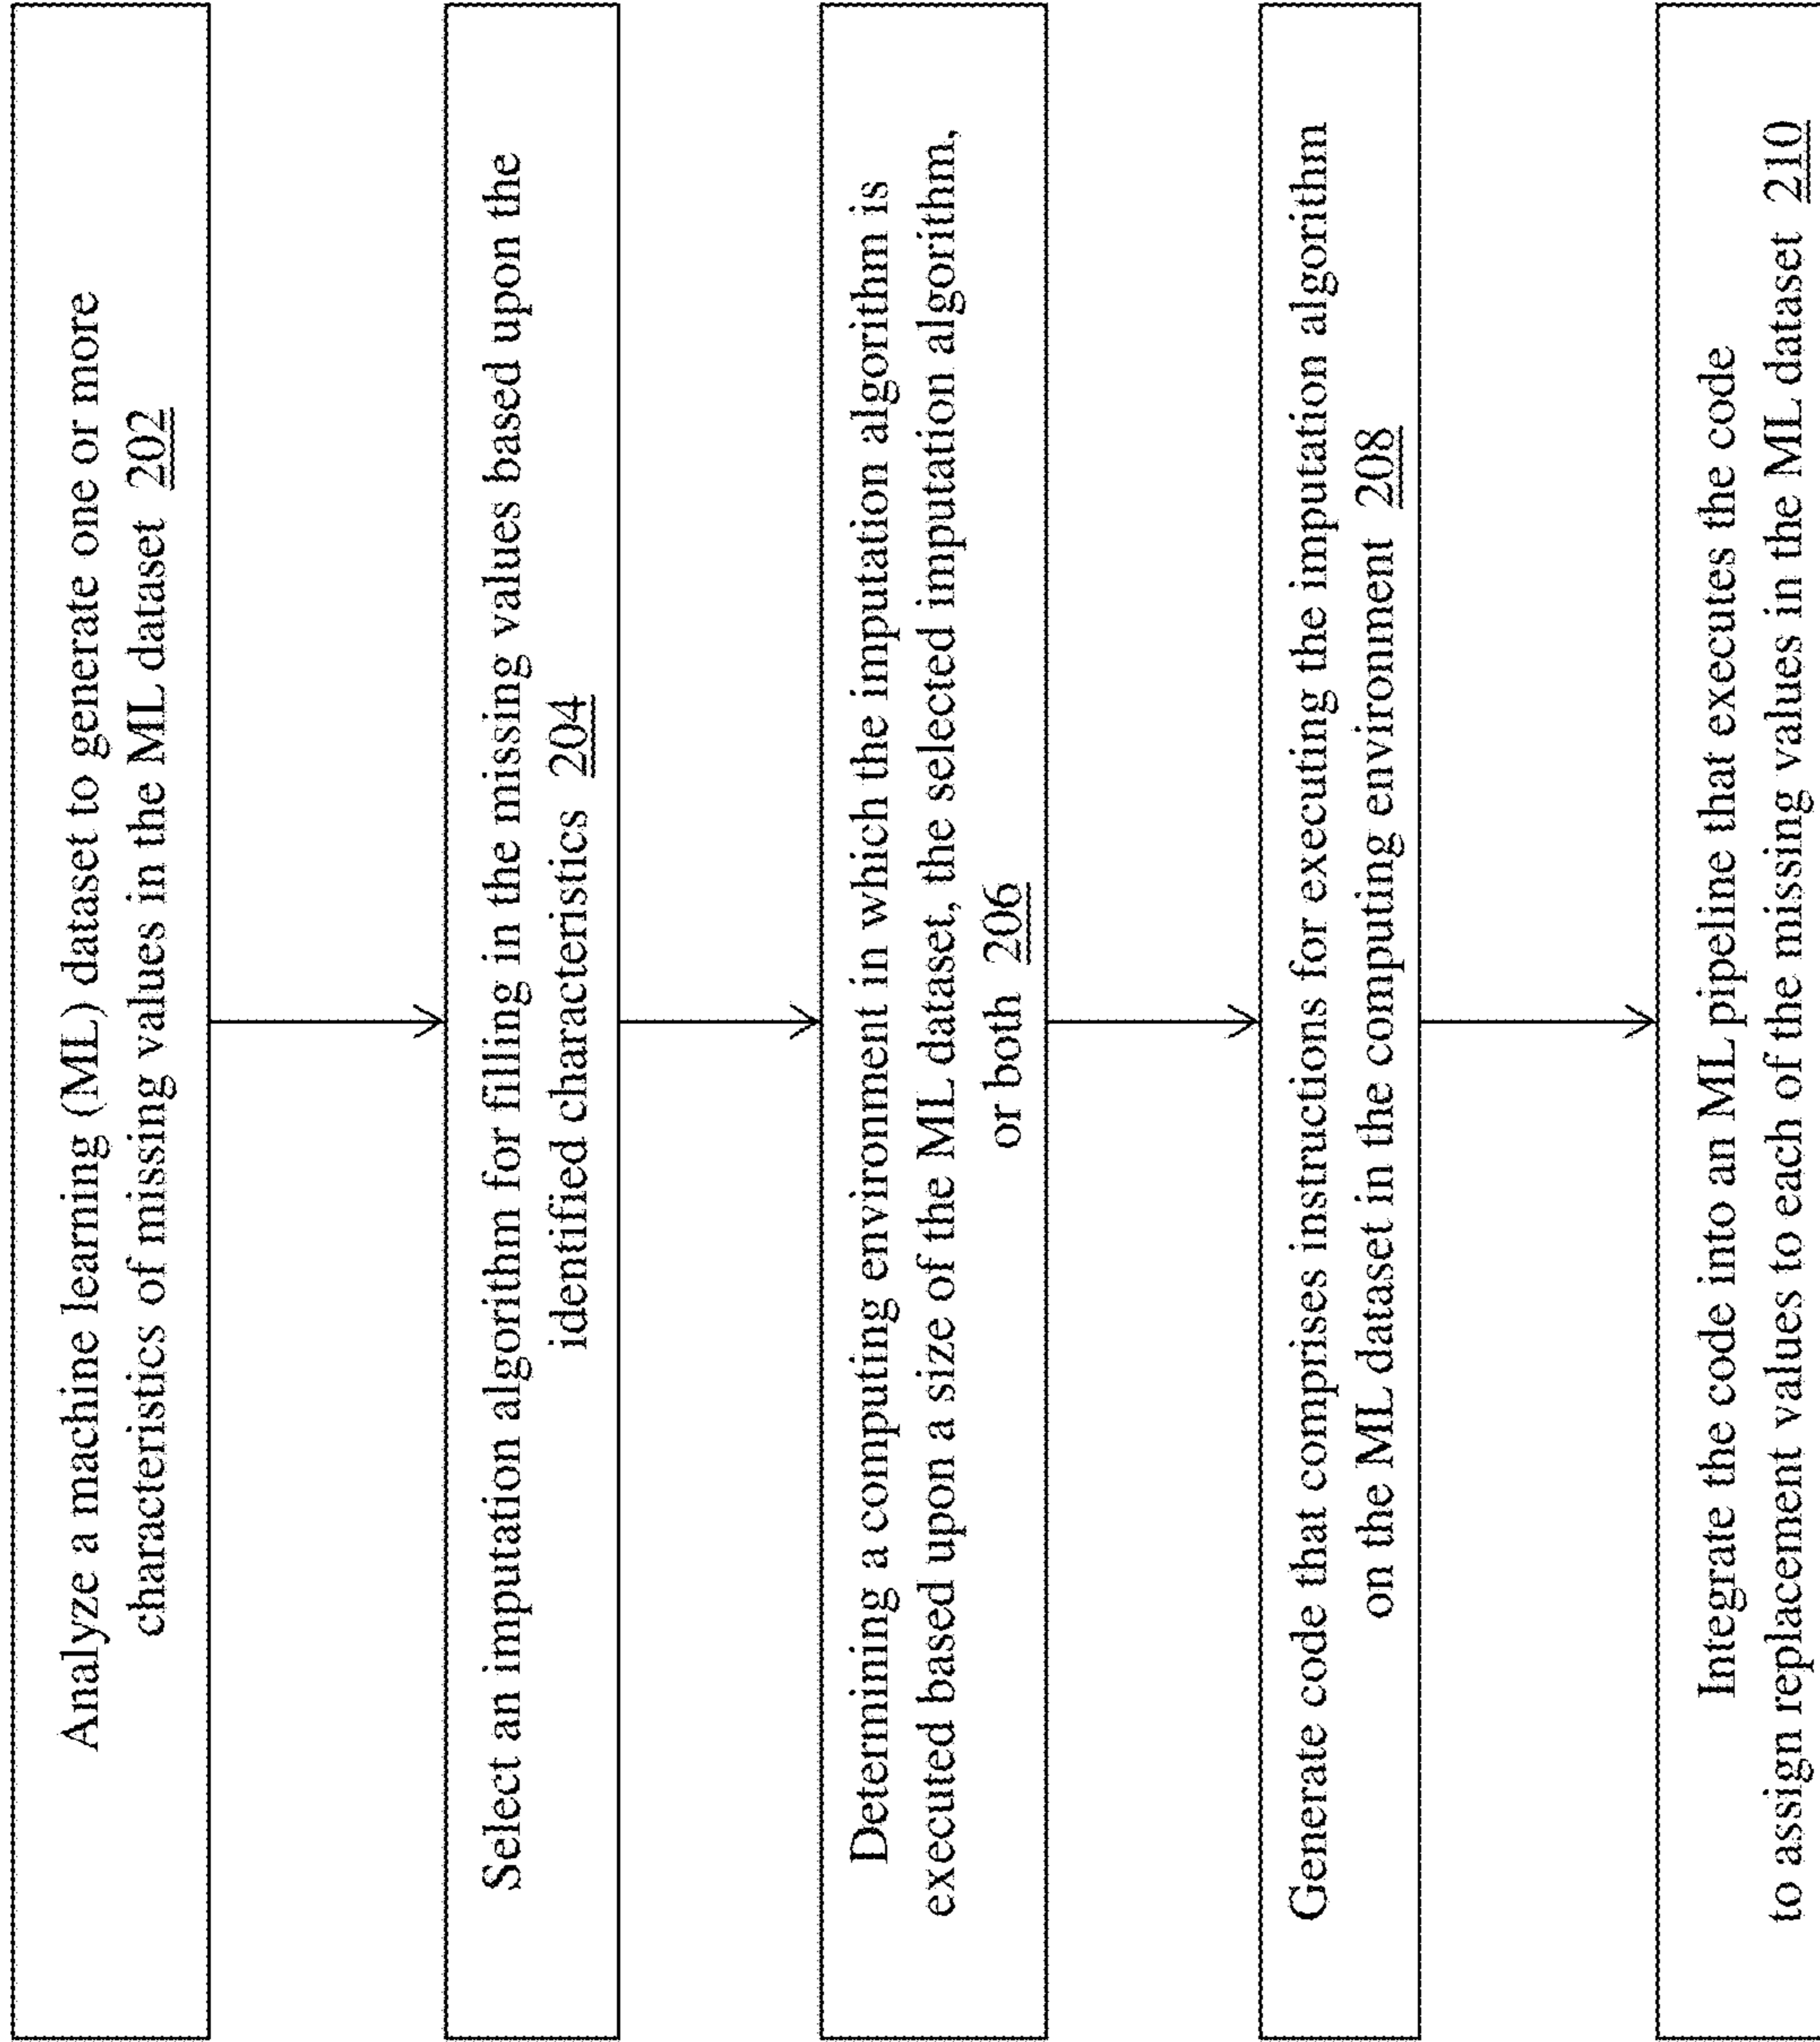 Analyze a machine learning (ML) dataset to generate one or more
characteristics of missing values in the ML dataset 202
Select an imputation algorithm for filling in the missing values based upon the
identified characteristics 204
Determining a computing environment in which the imputation algorithm is
executed based upon a size of the ML dataset, the selected imputation algorithm,
or both 206
Generate code that comprises instructions for executing the imputation algorithm
on the ML dataset in the computing environment 208
Integrate the code into an ML pipeline that executes the code
to assign replacement values to each of the missing values in the ML dataset 210